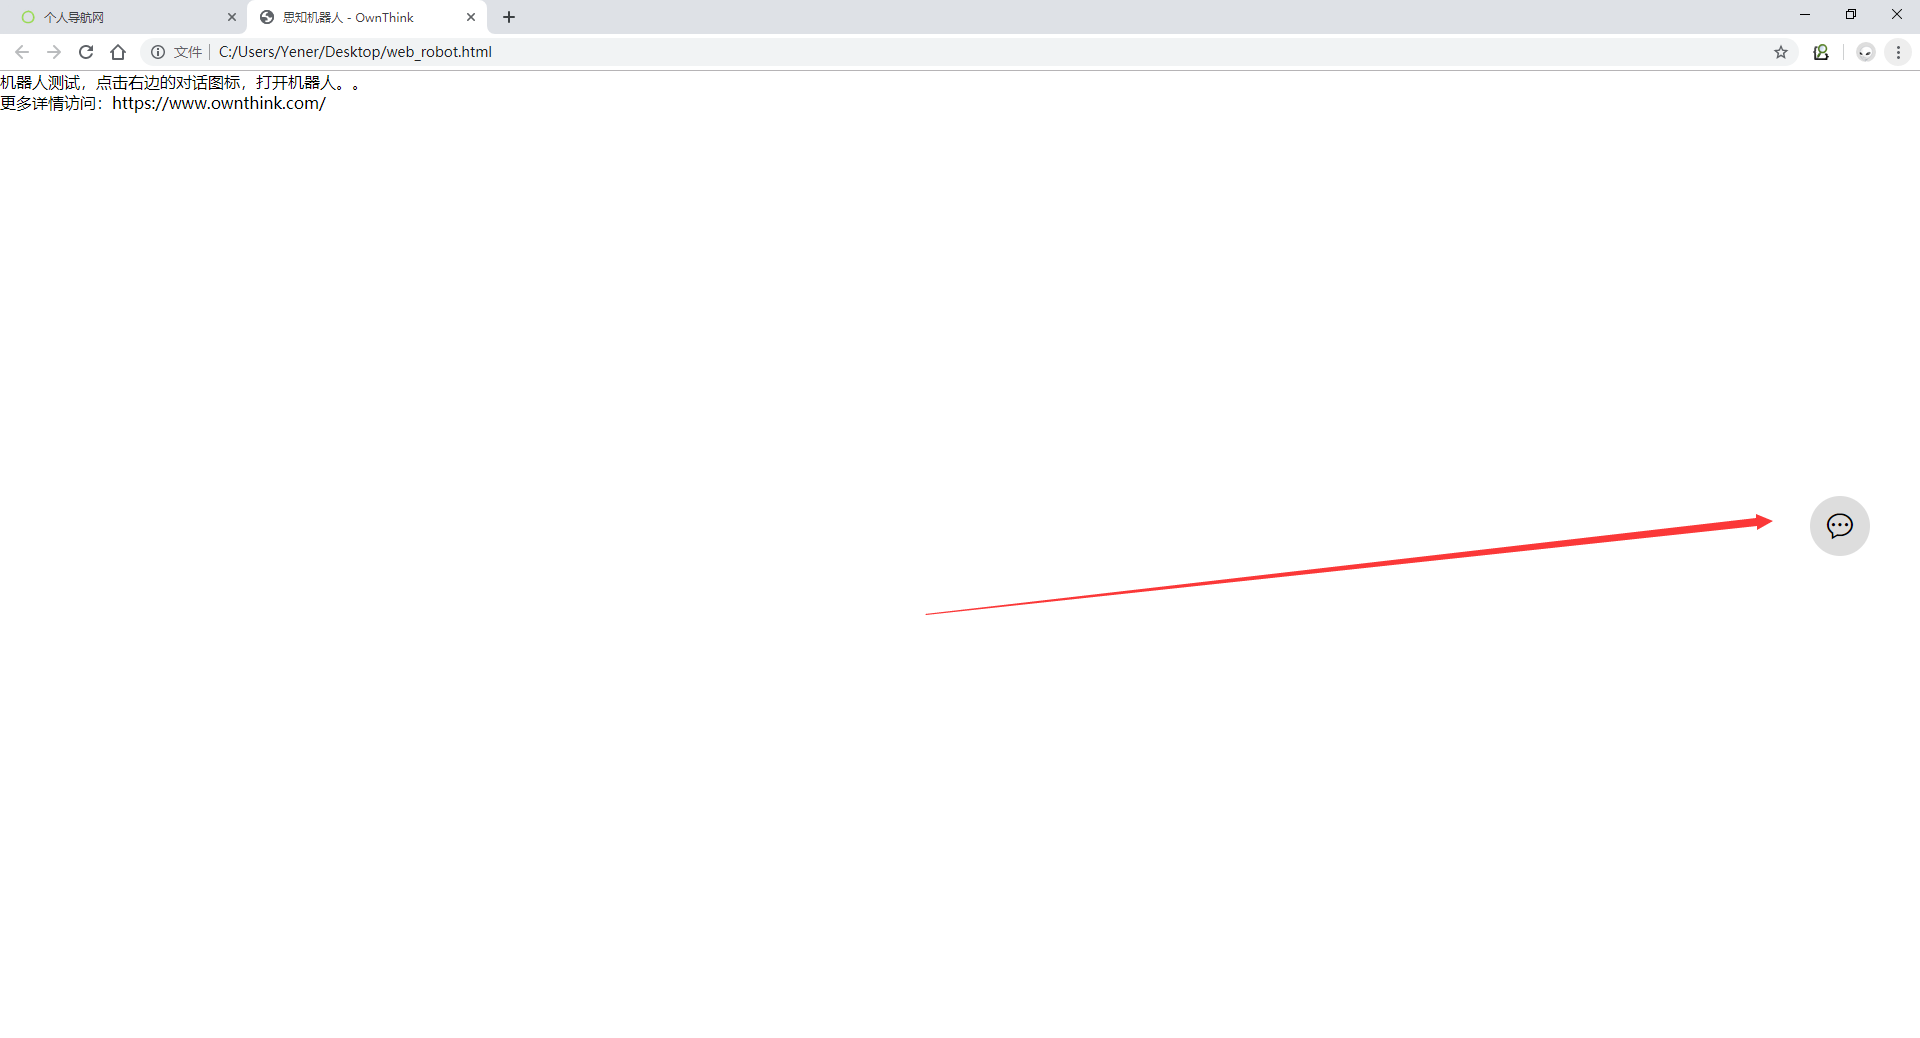 个人导航网
思知机器人 - OwnThink
文件
C:/Users/Yener/Desktop/web_robot.html
机器人测试，点击右边的对话图标，打开机器人。。
更多详情访问：https://www.ownthink.com/